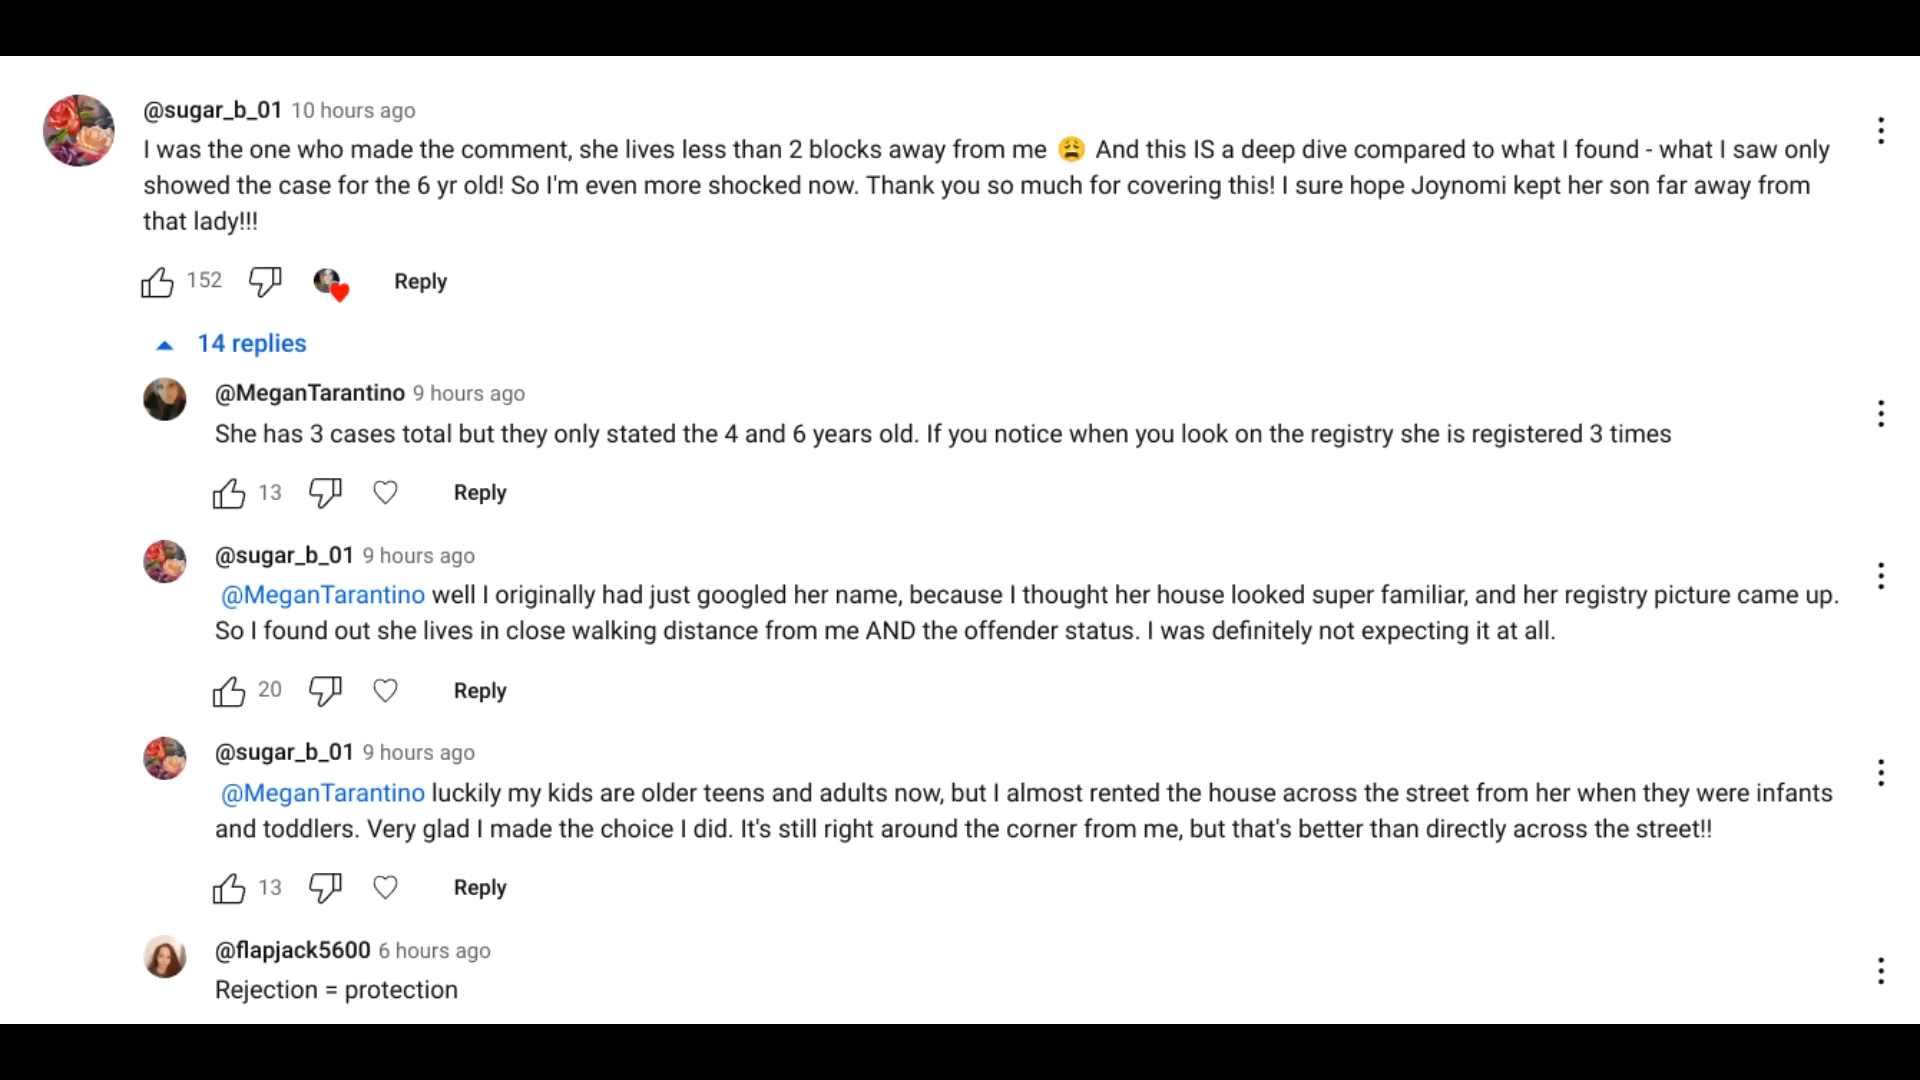 @sugar_b_01 10 hours ago
I was the one who made the comment, she lives less than 2 blocks away from me 😩 And this IS a deep dive compared to what I found - what I saw only
showed the case for the 6 yr old! So I'm even more shocked now. Thank you so much for covering this! I sure hope Joynomi kept her son far away from
that lady!!!
152 Reply
14 replies
@MeganTarantino 9 hours ago
She has 3 cases total but they only stated the 4 and 6 years old. If you notice when you look on the registry she is registered 3 times
13 Reply
@sugar_b_01 9 hours ago
@MeganTarantino well I originally had just googled her name, because I thought her house looked super familiar, and her registry picture came up.
So I found out she lives in close walking distance from me AND the offender status. I was definitely not expecting it at all.
20 Reply
@sugar_b_01 9 hours ago
@MeganTarantino luckily my kids are older teens and adults now, but I almost rented the house across the street from her when they were infants
and toddlers. Very glad I made the choice I did. It's still right around the corner from me, but that's better than directly across the street!!
13 Reply
@flapjack5600 6 hours ago
Rejection = protection